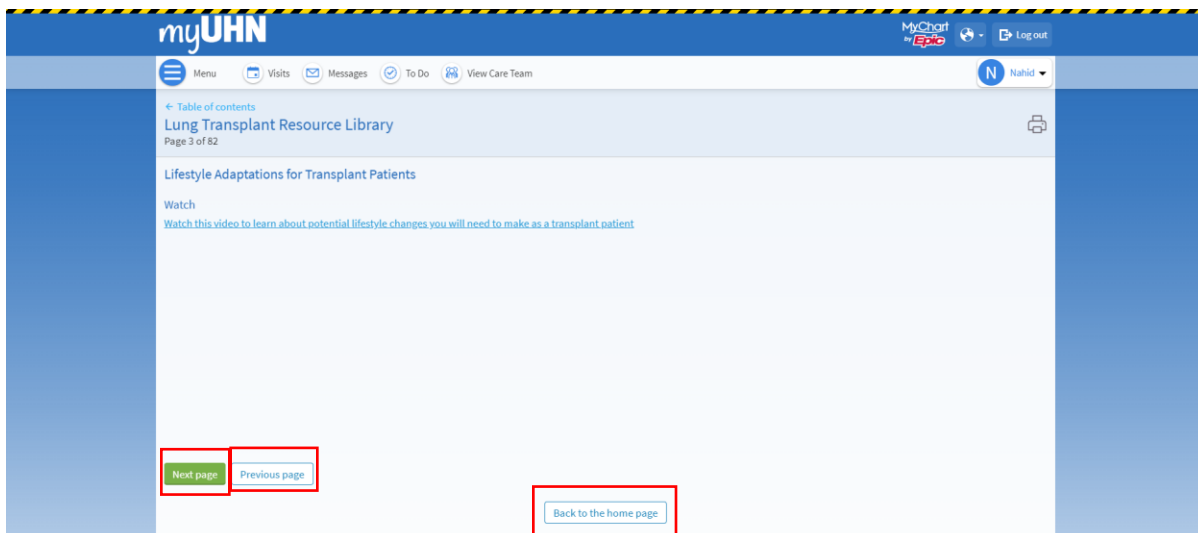 myUHN
MyChart
by Epic
Log out
Menu Visits Messages To Do View Care Team
N Nahid
← Table of contents
Lung Transplant Resource Library
Page 3 of 82
Lifestyle Adaptations for Transplant Patients
Watch
Watch this video to learn about potential lifestyle changes you will need to make as a transplant patient
Next page Previous page
Back to the home page